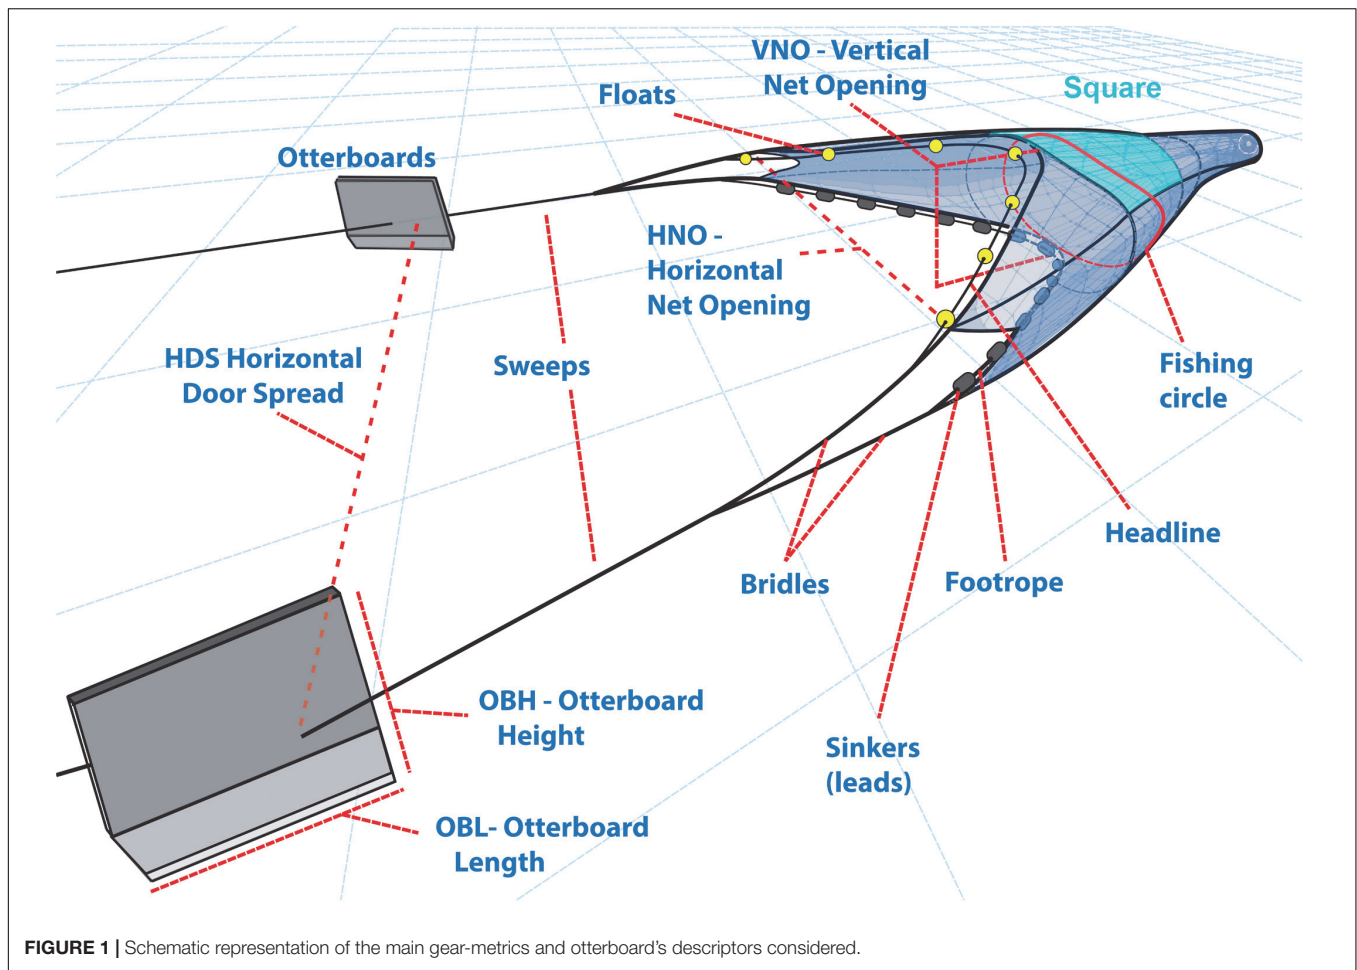 VNO - Vertical
Net Opening
Square
Floats
Otterboards
HNO -
Horizontal
Net Opening
HDS Horizontal
Door Spread
Sweeps
Fishing
circle
Headline
Bridles
Footrope
OBH - Otterboard
Height
Sinkers
(leads)
OBL- Otterboard
Length
FIGURE 1 | Schematic representation of the main gear-metrics and otterboard's descriptors considered.